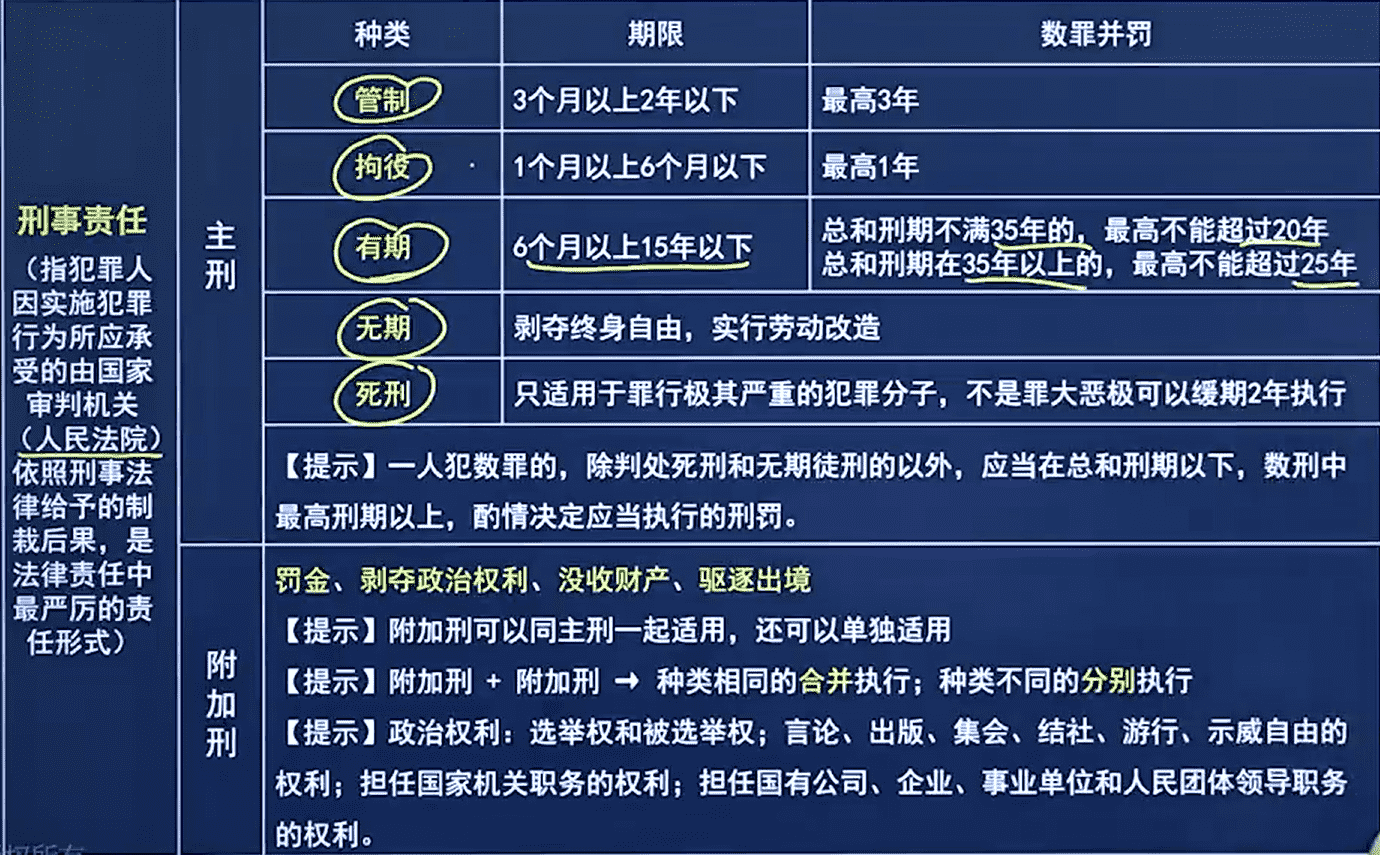 种类 期限 数罪并罚
管制 3个月以上2年以下 最高3年
拘役 1个月以上6个月以下 最高1年
有期 6个月以上15年以下 总和刑期不满35年的，最高不能超过20年
总和刑期在35年以上的，最高不能超过25年
无期 剥夺终身自由，实行劳动改造
死刑 只适用于罪行极其严重的犯罪分子，不是罪大恶极可以缓期2年执行
【提示】一人犯数罪的，除判处死刑和无期徒刑的以外，应当在总和刑期以下，数刑中
最高刑期以上，酌情决定应当执行的刑罚。
主
刑
刑事责任
（指犯罪人
因实施犯罪
行为所应承
受的由国家
审判机关
（人民法院）
依照刑事法
律给予的制
裁后果，是
法律责任中
最严厉的责
任形式）
附
加
刑
罚金、剥夺政治权利、没收财产、驱逐出境
【提示】附加刑可以同主刑一起适用，还可以单独适用
【提示】附加刑 + 附加刑 → 种类相同的合并执行；种类不同的分别执行
【提示】政治权利：选举权和被选举权；言论、出版、集会、结社、游行、示威自由的
权利；担任国家机关职务的权利；担任国有公司、企业、事业单位和人民团体领导职务
的权利。